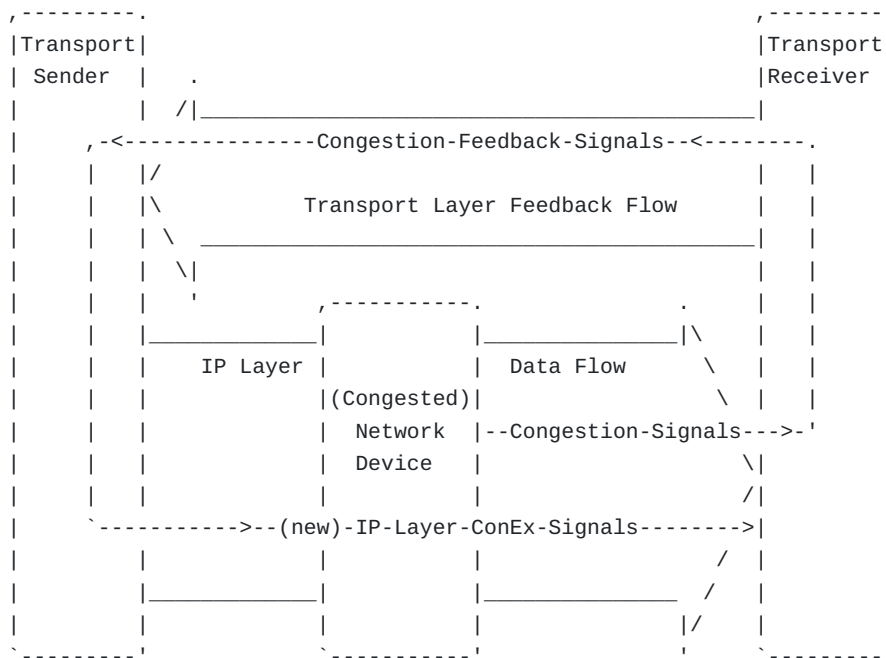 Transport Transport
Sender Receiver
Congestion-Feedback-Signals
Transport Layer Feedback Flow
IP Layer Data Flow
(Congested)
Network --Congestion-Signals--->-
Device
(new)-IP-Layer-ConEx-Signals